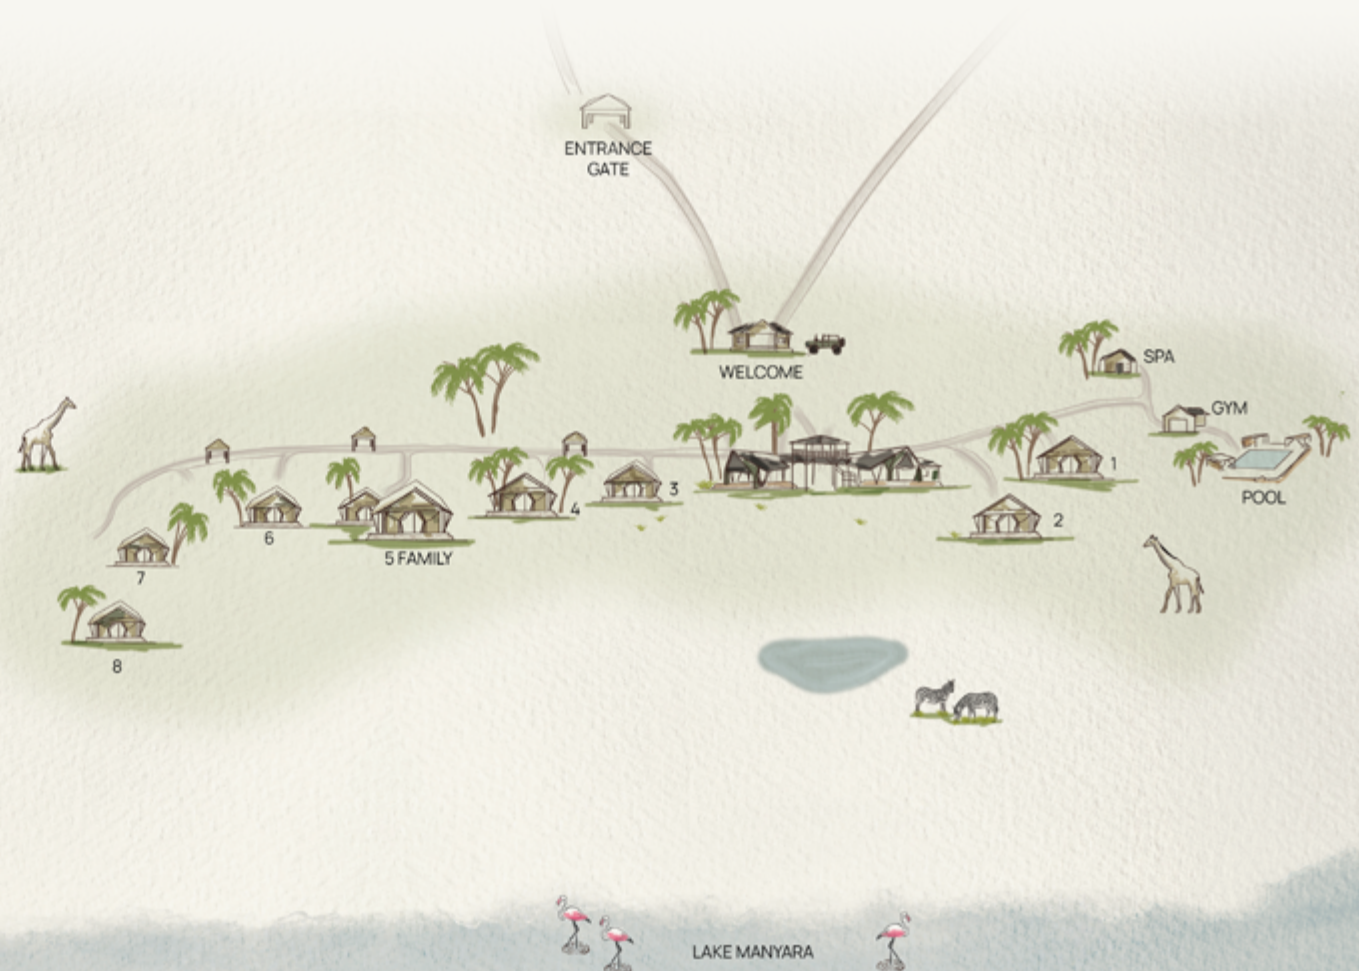 ENTRANCE
GATE
WELCOME
SPA
GYM
POOL
1
2
3
4
5 FAMILY
6
7
8
LAKE MANYARA